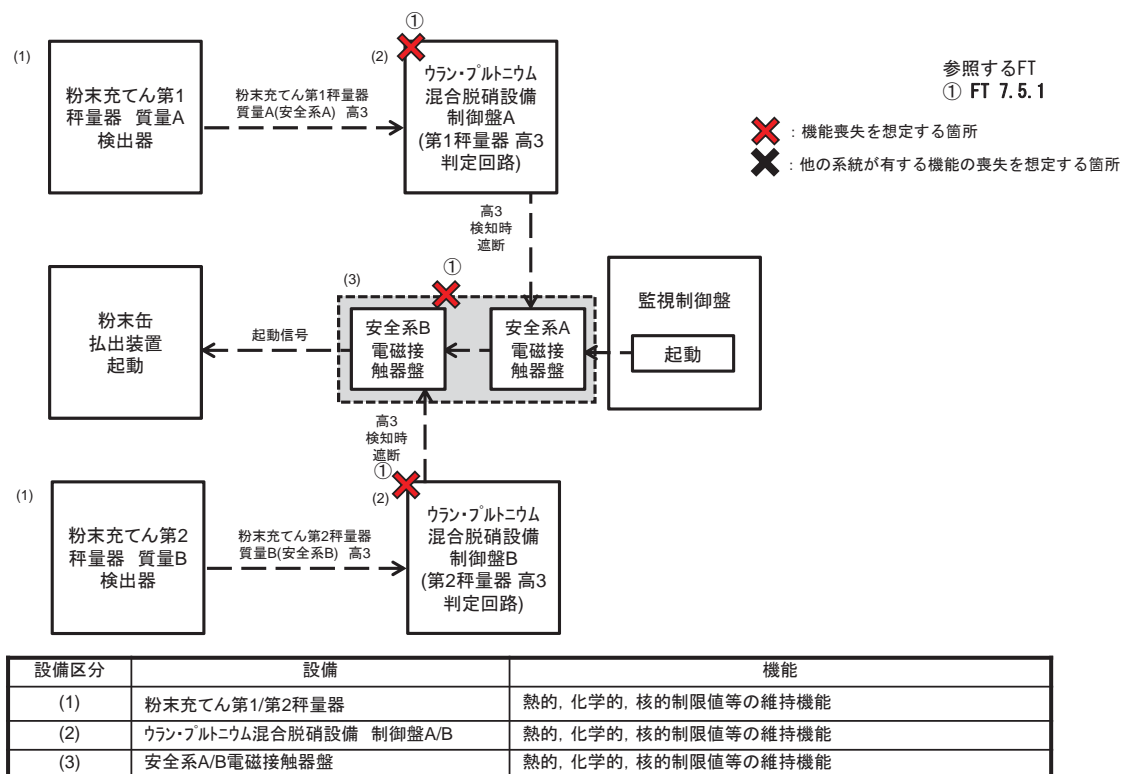 ①
(1)
(2)
粉末充てん第1
秤量器 質量A
検出器
粉末充てん第1秤量器
質量A(安全系A) 高3
ウラン・プルトニウム
混合脱硝設備
制御盤A
(第1秤量器 高3
判定回路)
参照するFT
① FT 7.5.1
：機能喪失を想定する箇所
：他の系統が有する機能の喪失を想定する箇所
高3
検知時
遮断
①
(3)
粉末缶
払出装置
起動
起動信号
安全系B
電磁接
触器盤
安全系A
電磁接
触器盤
監視制御盤
起動
高3
検知時
遮断
①
(2)
(1)
粉末充てん第2
秤量器 質量B
検出器
粉末充てん第2秤量器
質量B(安全系B) 高3
ウラン・プルトニウム
混合脱硝設備
制御盤B
(第2秤量器 高3
判定回路)
設備区分 設備 機能
(1) 粉末充てん第1/第2秤量器 熱的，化学的，核的制限値等の維持機能
(2) ウラン・プルトニウム混合脱硝設備 制御盤A/B 熱的，化学的，核的制限値等の維持機能
(3) 安全系A/B電磁接触器盤 熱的，化学的，核的制限値等の維持機能